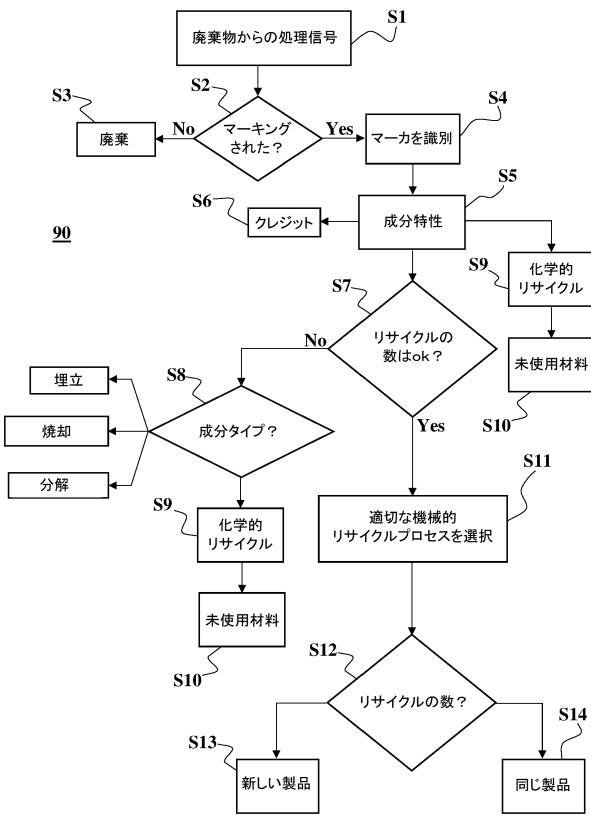 S1
廃棄物からの処理信号
S2
マーキング
された？
No
Yes
S3
廃棄
S4
マーカを識別
S5
成分特性
S6
クレジット
90
S9
化学的
リサイクル
S7
リサイクルの
数はok？
No
Yes
未使用材料
S10
S8
成分タイプ？
埋立
焼却
分解
S9
化学的
リサイクル
未使用材料
S10
S11
適切な機械的
リサイクルプロセスを選択
S12
リサイクルの数？
S13
新しい製品
S14
同じ製品